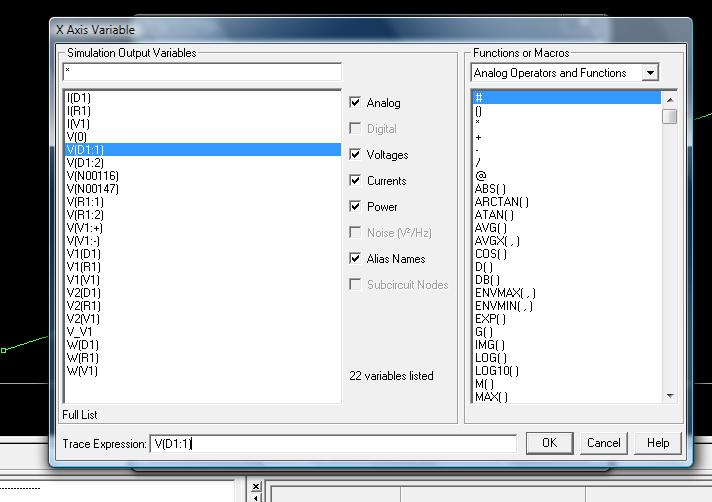 X Axis Variable
Simulation Output Variables
*
I(D1)
I(R1)
I(V1)
V(0)
V(D1:1)
V(D1:2)
V(N00116)
V(N00147)
V(R1:1)
V(R1:2)
V(V1:+)
V(V1:-)
V1(D1)
V1(R1)
V1(V1)
V2(D1)
V2(R1)
V2(V1)
V_V1
W(D1)
W(R1)
W(V1)
Full List
Analog
Digital
Voltages
Currents
Power
Noise (V²/Hz)
Alias Names
Subcircuit Nodes
22 variables listed
Functions or Macros
Analog Operators and Functions
#
()
*
+
-
/
@
ABS( )
ARCTAN( )
ATAN( )
AVG( )
AVGX( , )
COS( )
D( )
DB( )
ENVMAX( , )
ENVMIN( , )
EXP( )
G( )
IMG( )
LOG( )
LOG10( )
M( )
MAX( )
Trace Expression: V(D1:1)
OK
Cancel
Help